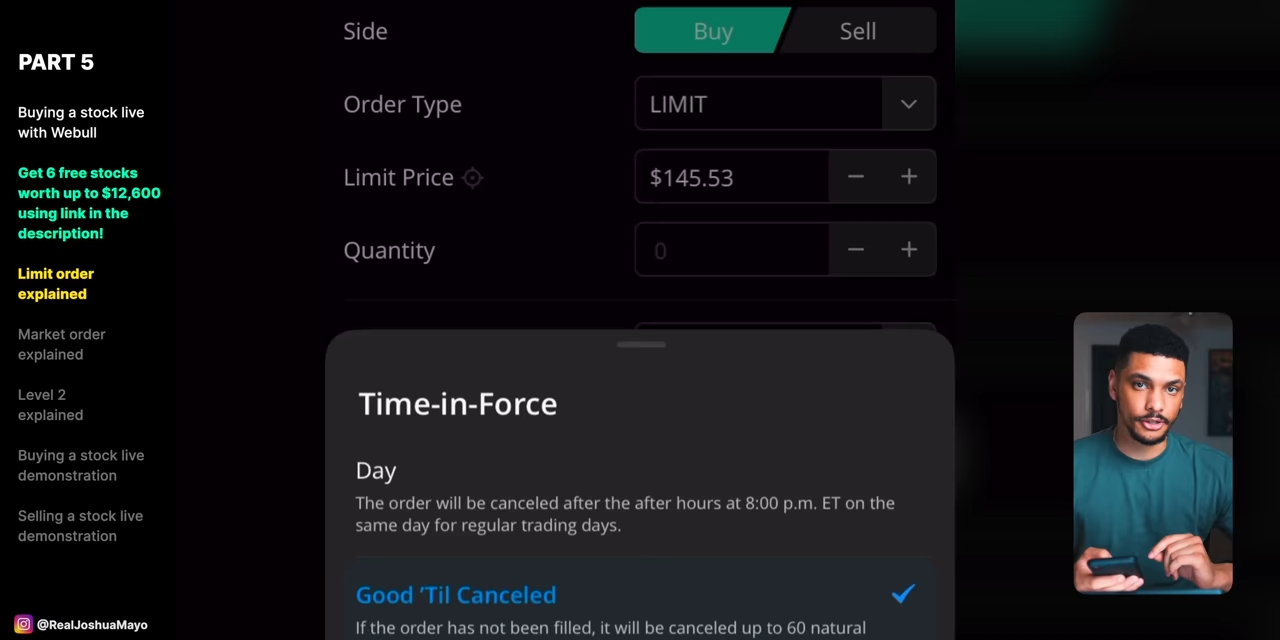 PART 5
Buying a stock live
with Webull
Get 6 free stocks
worth up to $12,600
using link in the
description!
Limit order
explained
Market order
explained
Level 2
explained
Buying a stock live
demonstration
Selling a stock live
demonstration
@RealJoshuaMayo
Side
Buy
Sell
Order Type
LIMIT
Limit Price
$145.53
Quantity
0
Time-in-Force
Day
The order will be canceled after the after hours at 8:00 p.m. ET on the
same day for regular trading days.
Good ’Til Canceled
If the order has not been filled, it will be canceled up to 60 natural